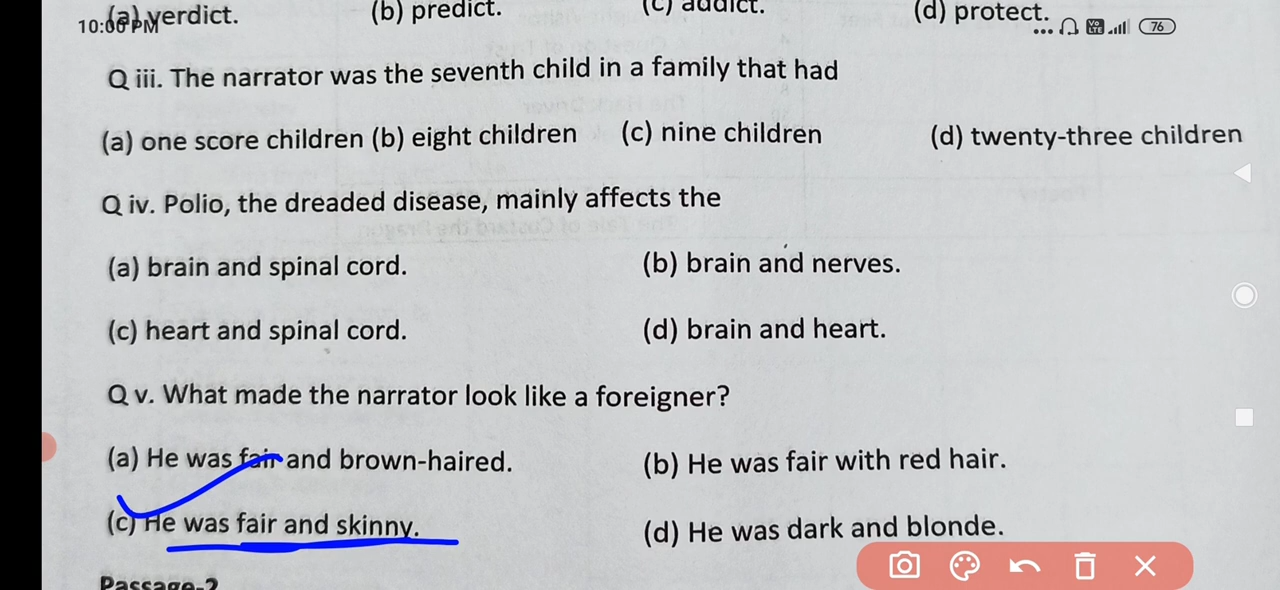 (a) verdict. (b) predict. (c) addict. (d) protect.
10:06 PM 76
Q iii. The narrator was the seventh child in a family that had
(a) one score children (b) eight children (c) nine children (d) twenty-three children
Q iv. Polio, the dreaded disease, mainly affects the
(a) brain and spinal cord. (b) brain and nerves.
(c) heart and spinal cord. (d) brain and heart.
Q v. What made the narrator look like a foreigner?
(a) He was fair and brown-haired. (b) He was fair with red hair.
(c) He was fair and skinny. (d) He was dark and blonde.
Passage-2